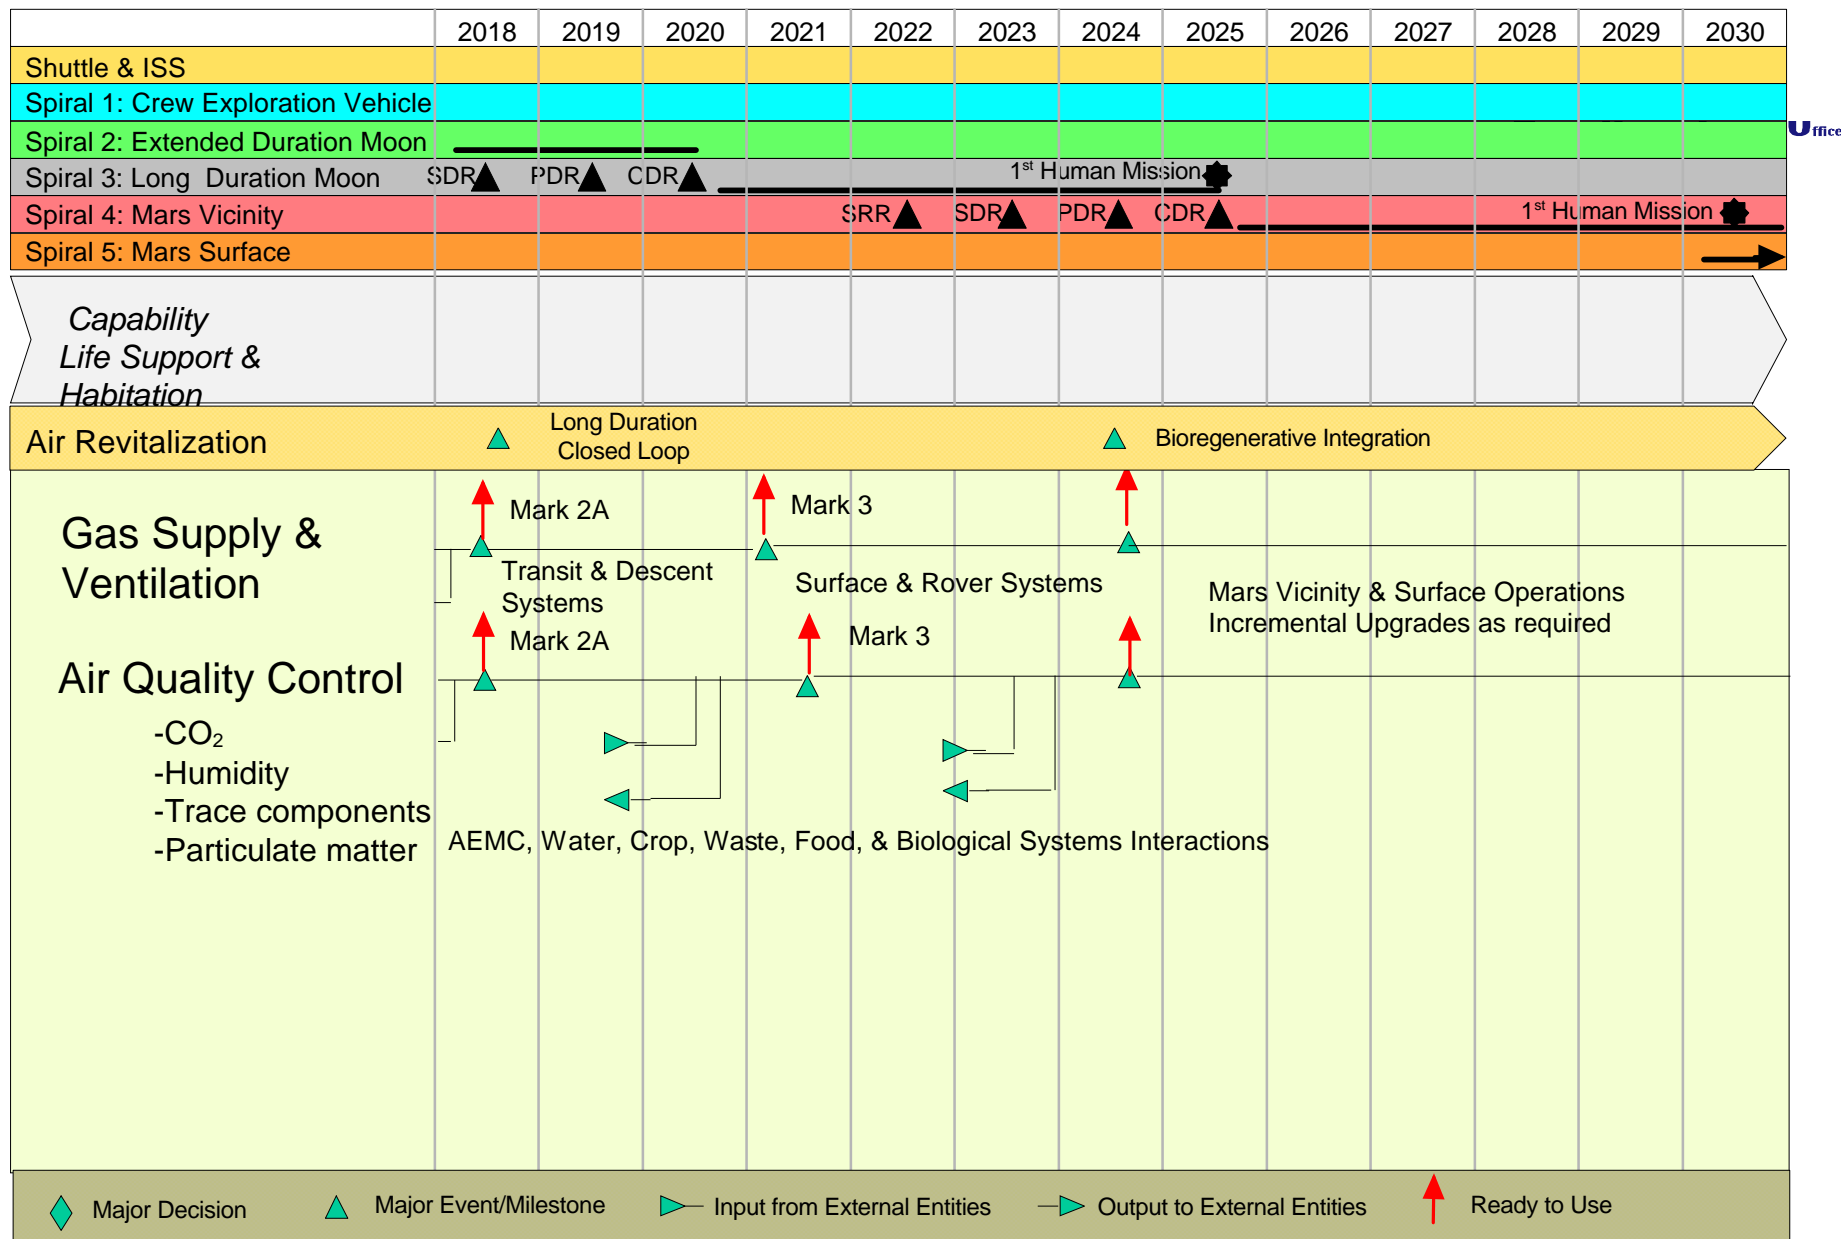 2018 2019 2020 2021 2022 2023 2024 2025 2026 2027 2028 2029 2030
Shuttle & ISS
Spiral 1: Crew Exploration Vehicle
Spiral 2: Extended Duration Moon
ffice
Spiral 3: Long Duration Moon SDR PDR CDR 1st Human Mission
Spiral 4: Mars Vicinity SRR SDR PDR CDR 1st Human Mission
Spiral 5: Mars Surface
Capability
Life Support &
Habitation
Air Revitalization
Long Duration
Closed Loop
Bioregenerative Integration
Gas Supply &
Ventilation
Mark 2A
Mark 3
Transit & Descent
Systems
Surface & Rover Systems
Mars Vicinity & Surface Operations
Incremental Upgrades as required
Mark 2A
Mark 3
Air Quality Control
-CO₂
-Humidity
-Trace components
-Particulate matter
AEMC, Water, Crop, Waste, Food, & Biological Systems Interactions
Major Decision Major Event/Milestone Input from External Entities Output to External Entities Ready to Use